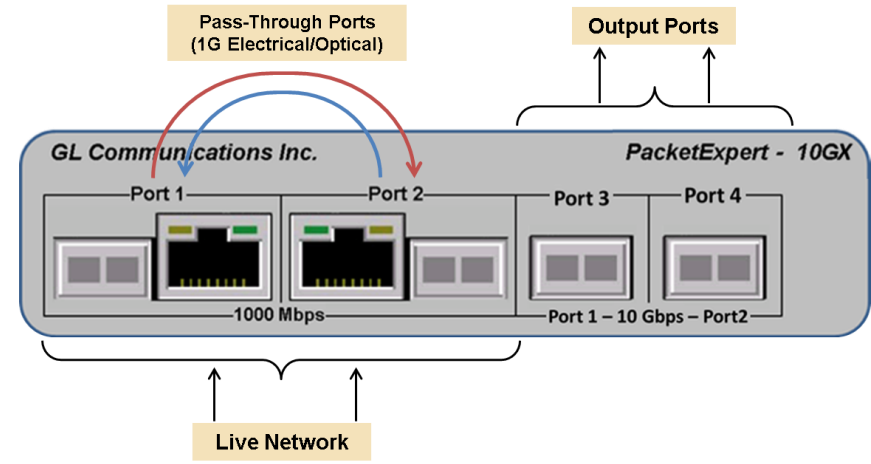 Pass-Through Ports
(1G Electrical/Optical)
Output Ports
GL Communications Inc.
PacketExpert - 10GX
Port 1
Port 2
Port 3
Port 4
1000 Mbps
Port 1 – 10 Gbps – Port2
Live Network